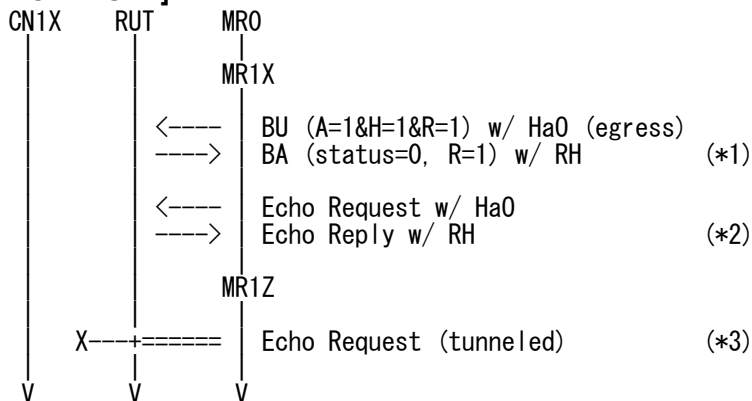 CN1X RUT MR0
MR1X
<---- BU (A=1&H=1&R=1) w/ HaO (egress)
----> BA (status=0, R=1) w/ RH (*1)
<---- Echo Request w/ HaO
----> Echo Reply w/ RH (*2)
MR1Z
X---+====== Echo Request (tunneled) (*3)
V V V